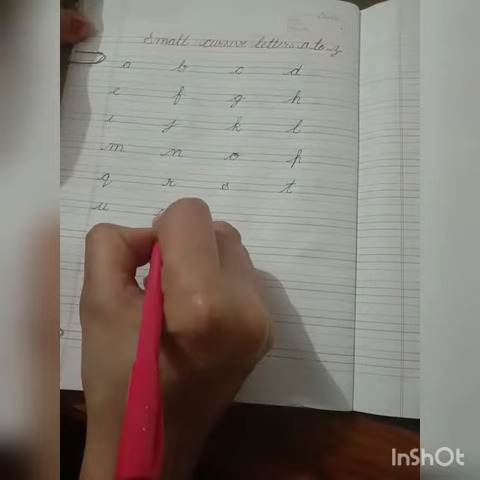 Small cursive letters a to-z
a b c d
e f g h
i j k l
m n o p
q r s t
u
InShOt